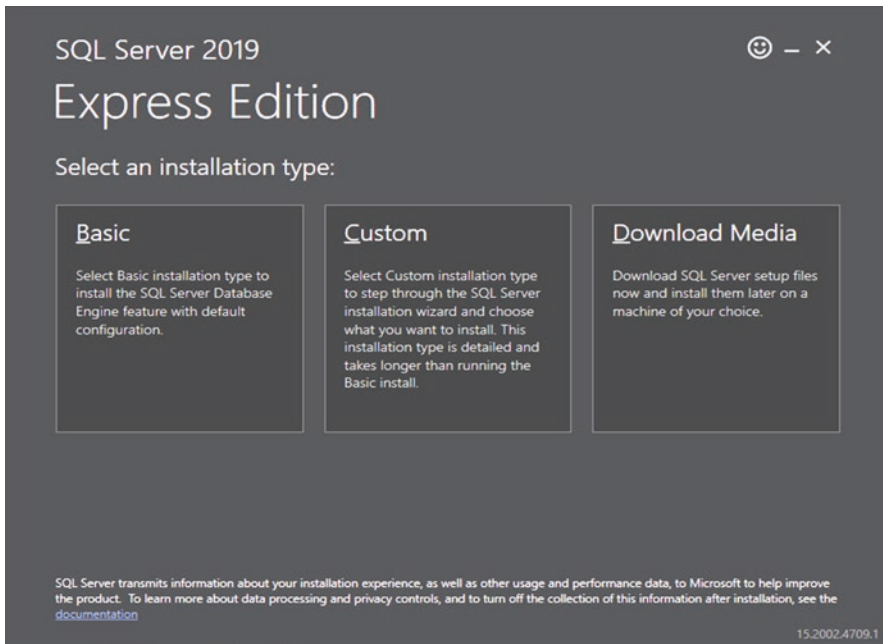 SQL Server 2019
Express Edition
Select an installation type:
Basic
Select Basic installation type to
install the SQL Server Database
Engine feature with default
configuration.
Custom
Select Custom installation type
to step through the SQL Server
installation wizard and choose
what you want to install. This
installation type is detailed and
takes longer than running the
Basic install.
Download Media
Download SQL Server setup files
now and install them later on a
machine of your choice.
SQL Server transmits information about your installation experience, as well as other usage and performance data, to Microsoft to help improve
the product.  To learn more about data processing and privacy controls, and to turn off the collection of this information after installation, see the
documentation
15.2002.4709.1